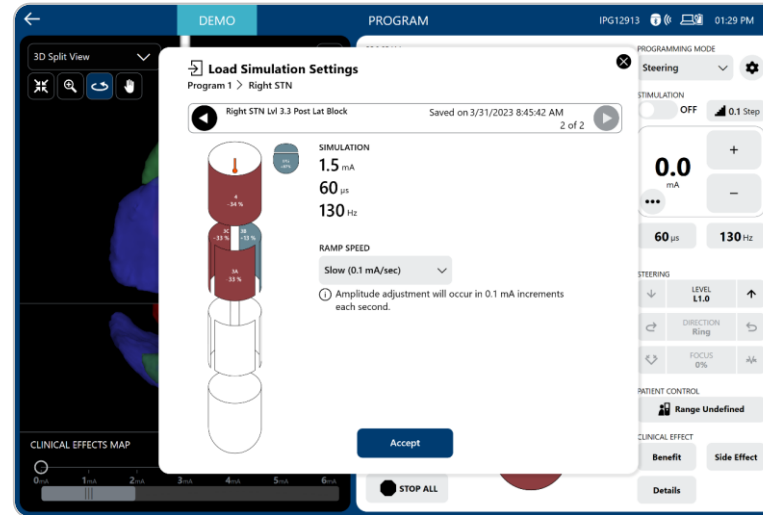 DEMO
PROGRAM
IPG12913
01:29 PM
3D Split View
Load Simulation Settings
Program 1 > Right STN
Right STN Lvl 3.3 Post Lat Block
Saved on 3/31/2023 8:45:42 AM
2 of 2
SIMULATION
1.5 mA
60 µs
130 Hz
4
-34 %
3C
-33 %
3B
-13 %
3A
33 %
RAMP SPEED
Slow (0.1 mA/sec)
Amplitude adjustment will occur in 0.1 mA increments
each second.
Accept
PROGRAMMING MODE
Steering
STIMULATION
OFF
0.1 Step
0.0
mA
+
–
60 µs
130 Hz
STEERING
LEVEL
L1.0
DIRECTION
Ring
FOCUS
0%
PATIENT CONTROL
Range Undefined
CLINICAL EFFECT
Benefit
Side Effect
Details
CLINICAL EFFECTS MAP
0mA 1mA 2mA 3mA 4mA 5mA 6mA
STOP ALL